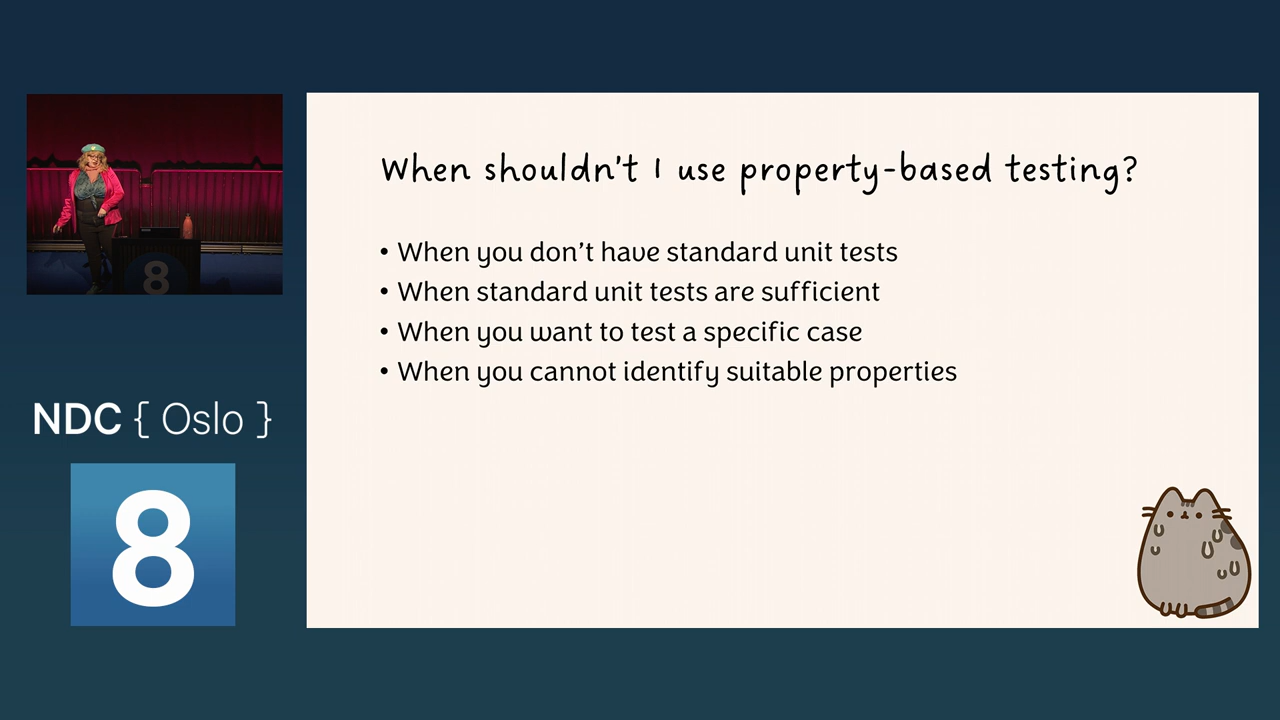 When shouldn't I use property-based testing?
• When you don't have standard unit tests
• When standard unit tests are sufficient
• When you want to test a specific case
• When you cannot identify suitable properties
8
NDC { Oslo }
8